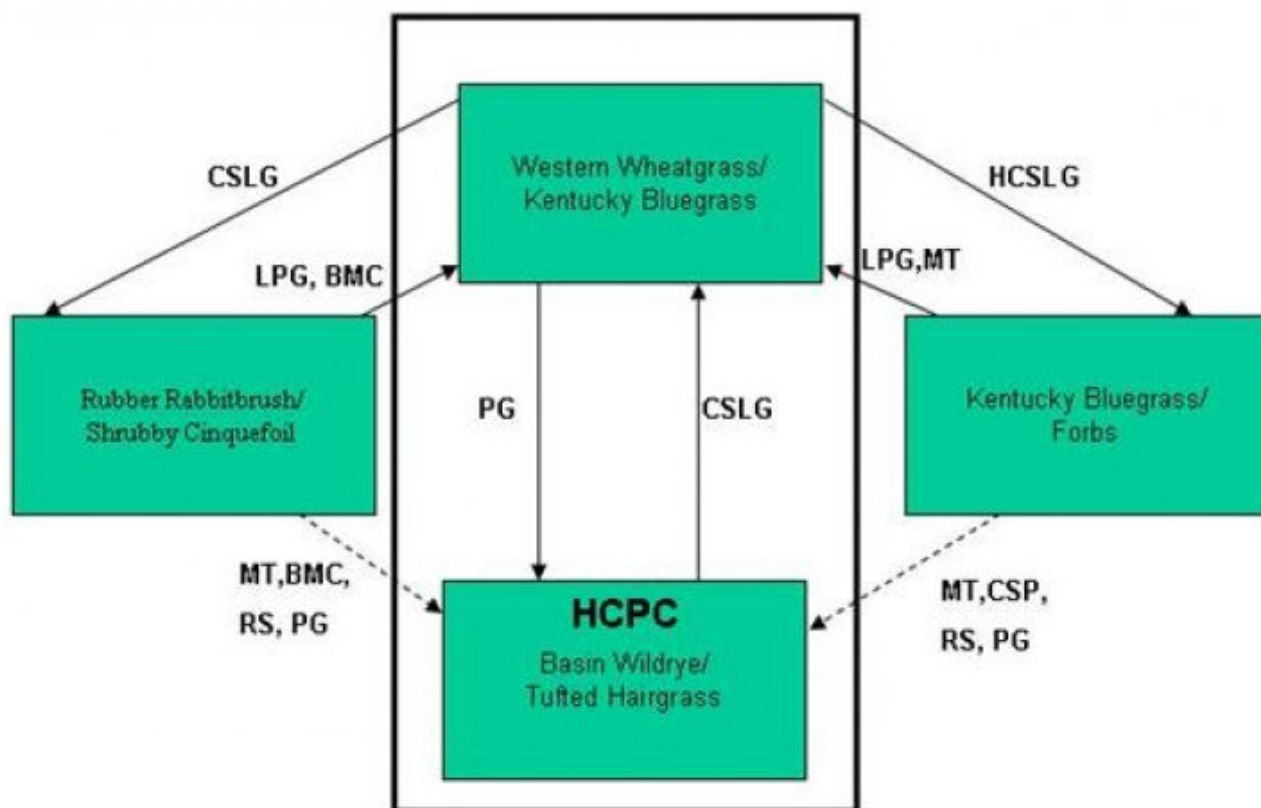 Western Wheatgrass/
Kentucky Bluegrass
CSLG
HCSLG
LPG, BMC
LPG,MT
Rubber Rabbitbrush/
Shrubby Cinquefoil
PG
CSLG
Kentucky Bluegrass/
Forbs
MT,BMC,
RS, PG
HCPC
Basin Wildrye/
Tufted Hairgrass
MT,CSP,
RS, PG